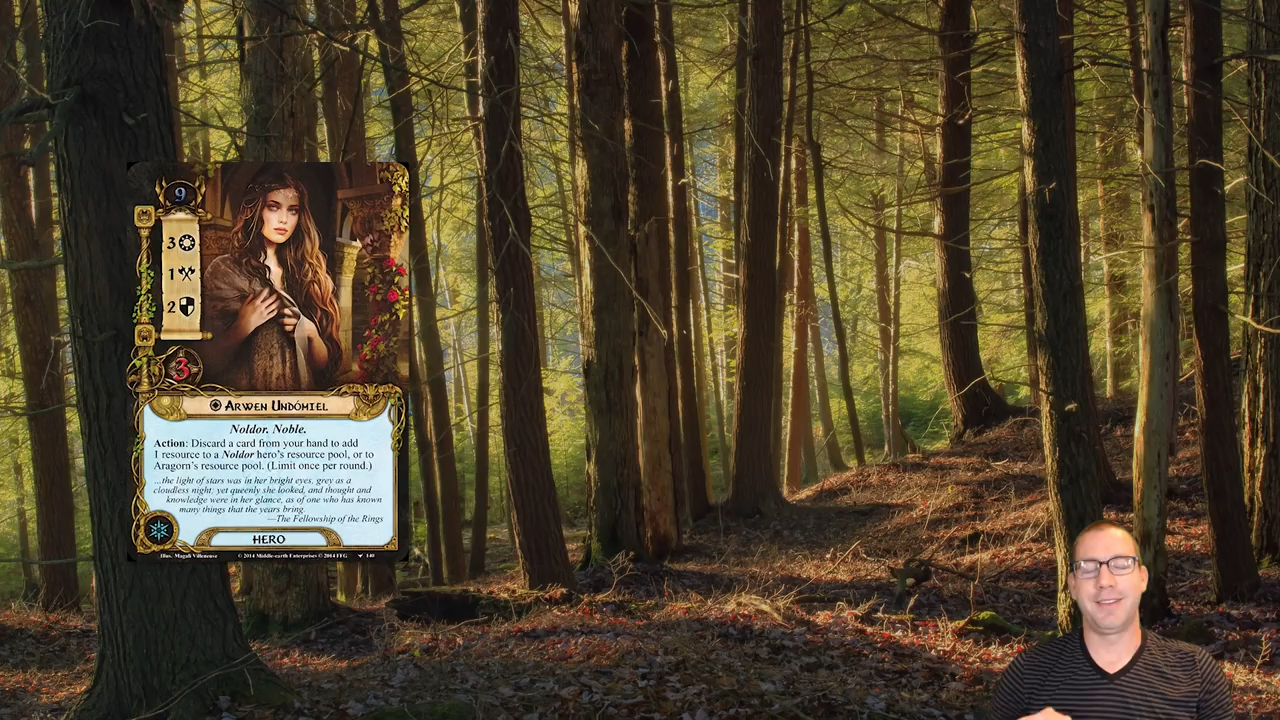 9
3
1
2
3
Arwen Undómiel
Noldor. Noble.
Action: Discard a card from your hand to add
1 resource to a Noldor hero's resource pool, or to
Aragorn's resource pool. (Limit once per round.)
...the light of stars was in her bright eyes, grey as a
cloudless night; yet queenly she looked, and thought and
knowledge were in her glance, as of one who has known
many things that the years bring.
—The Fellowship of the Rings
HERO
Illus. Magali Villeneuve © 2014 Middle-earth Enterprises © 2014 FFG 140